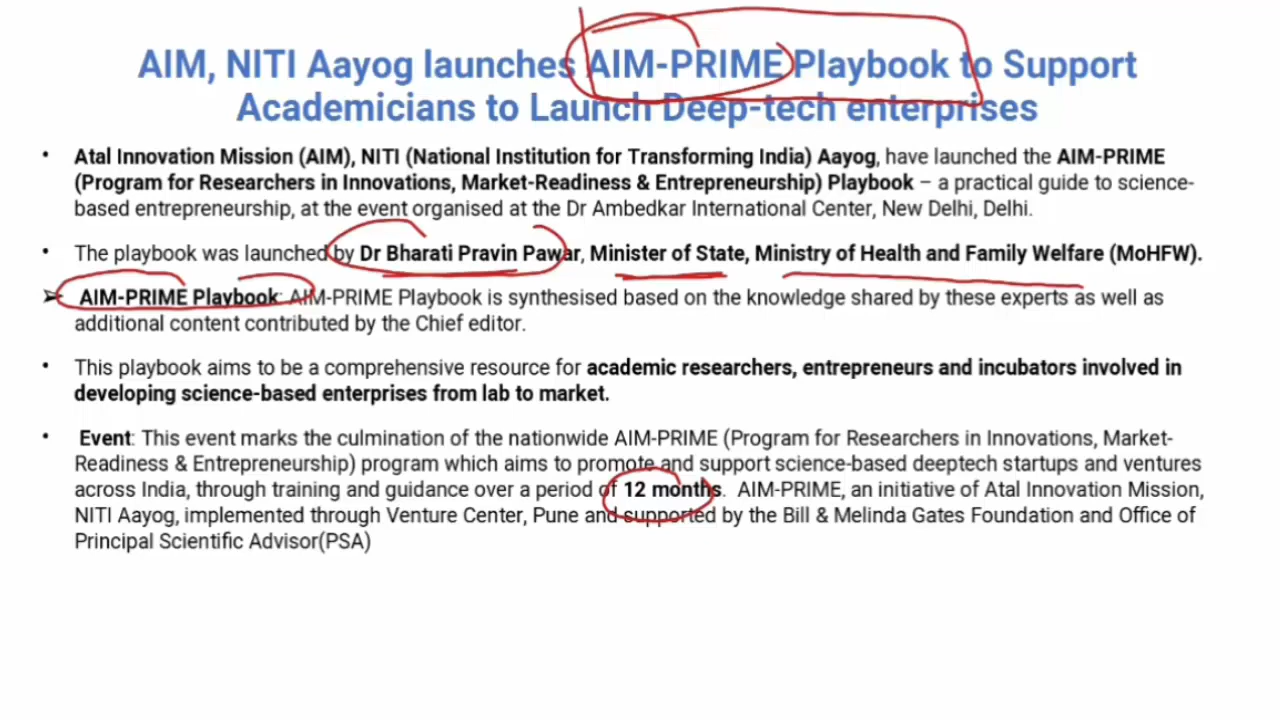 AIM, NITI Aayog launches AIM-PRIME Playbook to Support
Academicians to Launch Deep-tech enterprises
• Atal Innovation Mission (AIM), NITI (National Institution for Transforming India) Aayog, have launched the AIM-PRIME
(Program for Researchers in Innovations, Market-Readiness & Entrepreneurship) Playbook – a practical guide to science-
based entrepreneurship, at the event organised at the Dr Ambedkar International Center, New Delhi, Delhi.
• The playbook was launched by Dr Bharati Pravin Pawar, Minister of State, Ministry of Health and Family Welfare (MoHFW).
➢ AIM-PRIME Playbook: AIM-PRIME Playbook is synthesised based on the knowledge shared by these experts as well as
additional content contributed by the Chief editor.
• This playbook aims to be a comprehensive resource for academic researchers, entrepreneurs and incubators involved in
developing science-based enterprises from lab to market.
• Event: This event marks the culmination of the nationwide AIM-PRIME (Program for Researchers in Innovations, Market-
Readiness & Entrepreneurship) program which aims to promote and support science-based deeptech startups and ventures
across India, through training and guidance over a period of 12 months. AIM-PRIME, an initiative of Atal Innovation Mission,
NITI Aayog, implemented through Venture Center, Pune and supported by the Bill & Melinda Gates Foundation and Office of
Principal Scientific Advisor(PSA)